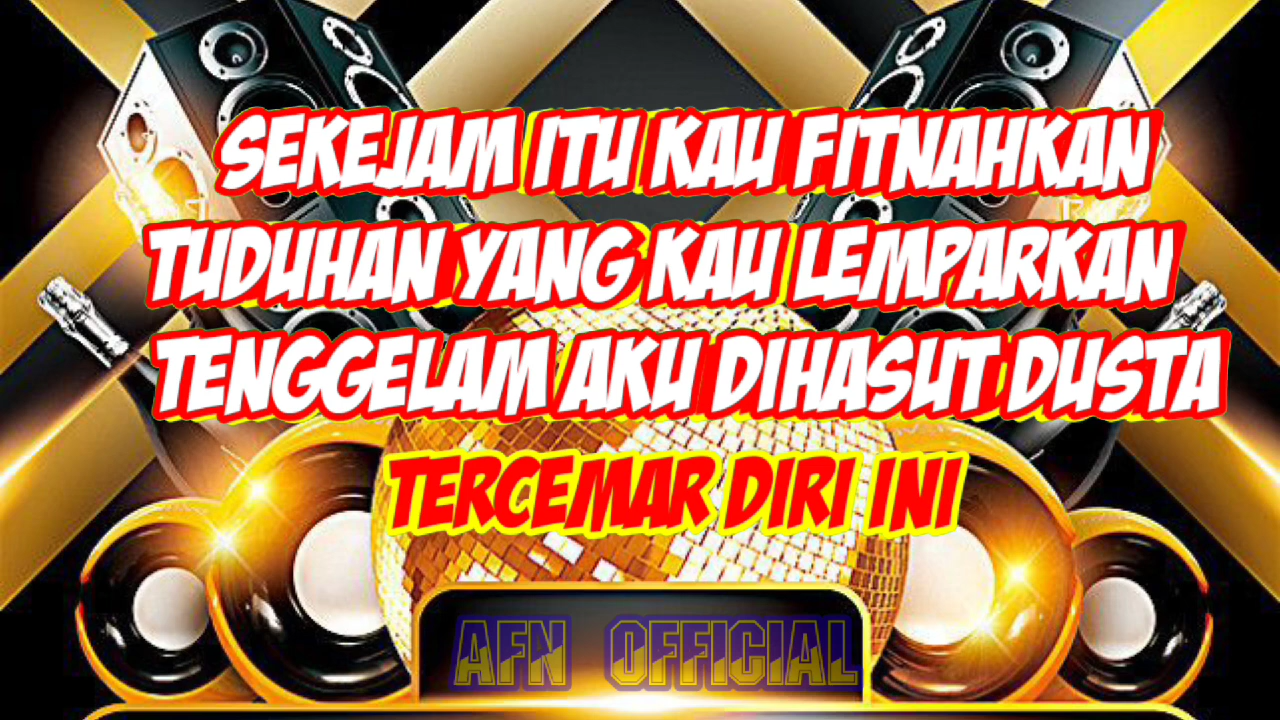 SEKEJAM ITU KAU FITNAHKAN
TUDUHAN YANG KAU LEMPARKAN
TENGGELAM AKU DIHASUT DUSTA
TERCEMAR DIRI INI
AFN OFFICIAL